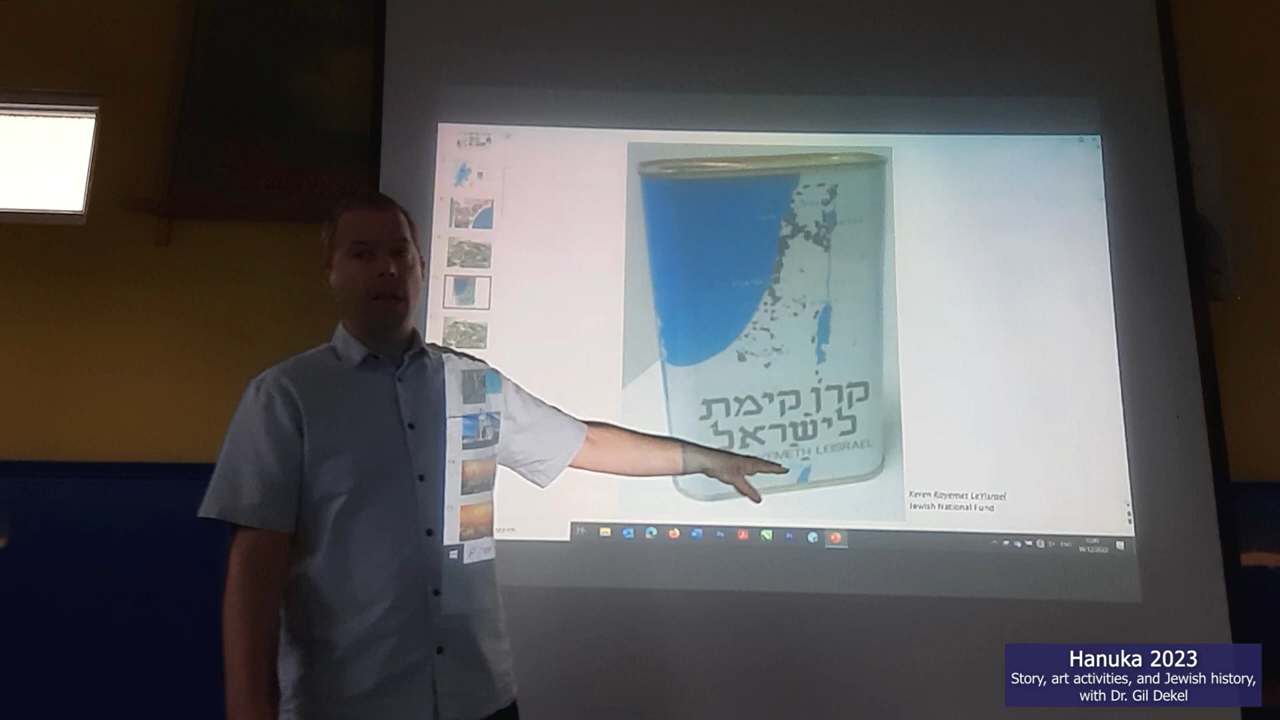 קרן קימת
לישראל
LEISRAEL
Keren Kayemet LeYisrael
Jewish National Fund
Hanuka 2023
Story, art activities, and Jewish history,
with Dr. Gil Dekel